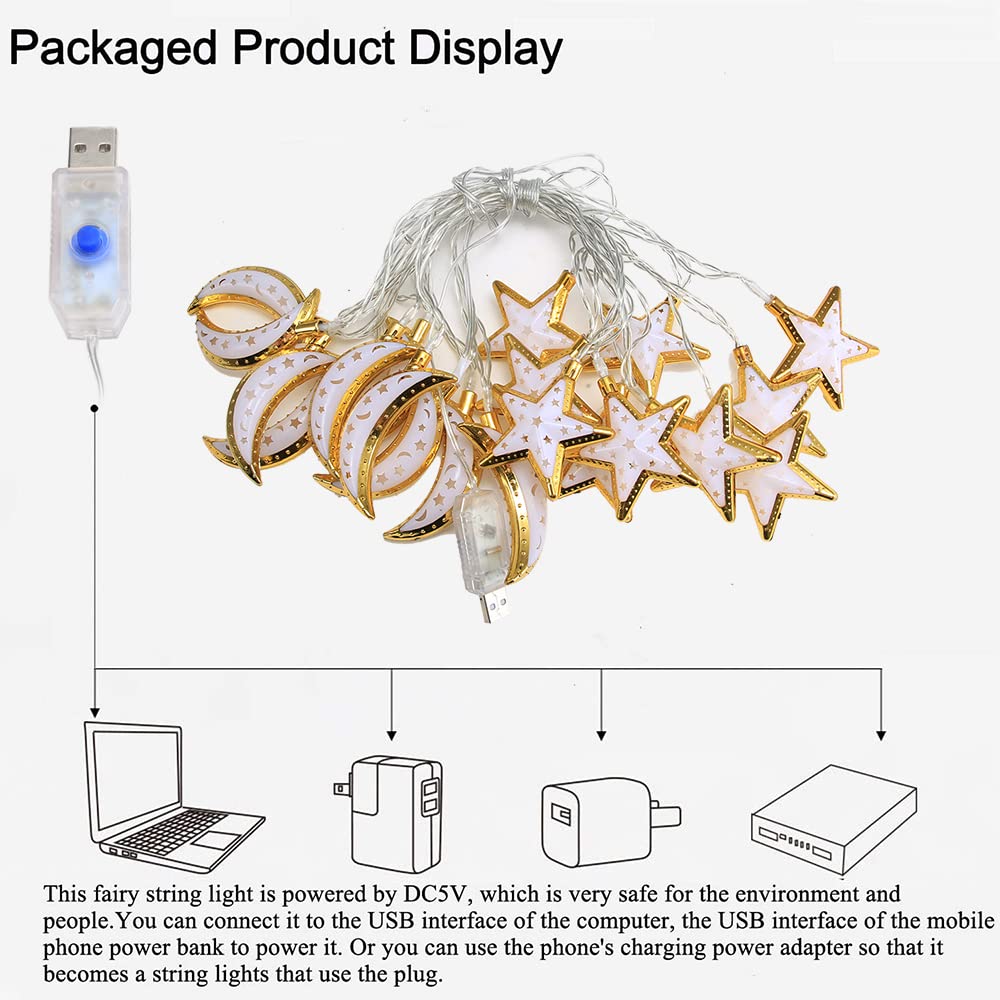 Packaged Product Display
This fairy string light is powered by DC5V, which is very safe for the environment and
people.You can connect it to the USB interface of the computer, the USB interface of the mobile
phone power bank to power it. Or you can use the phone's charging power adapter so that it
becomes a string lights that use the plug.